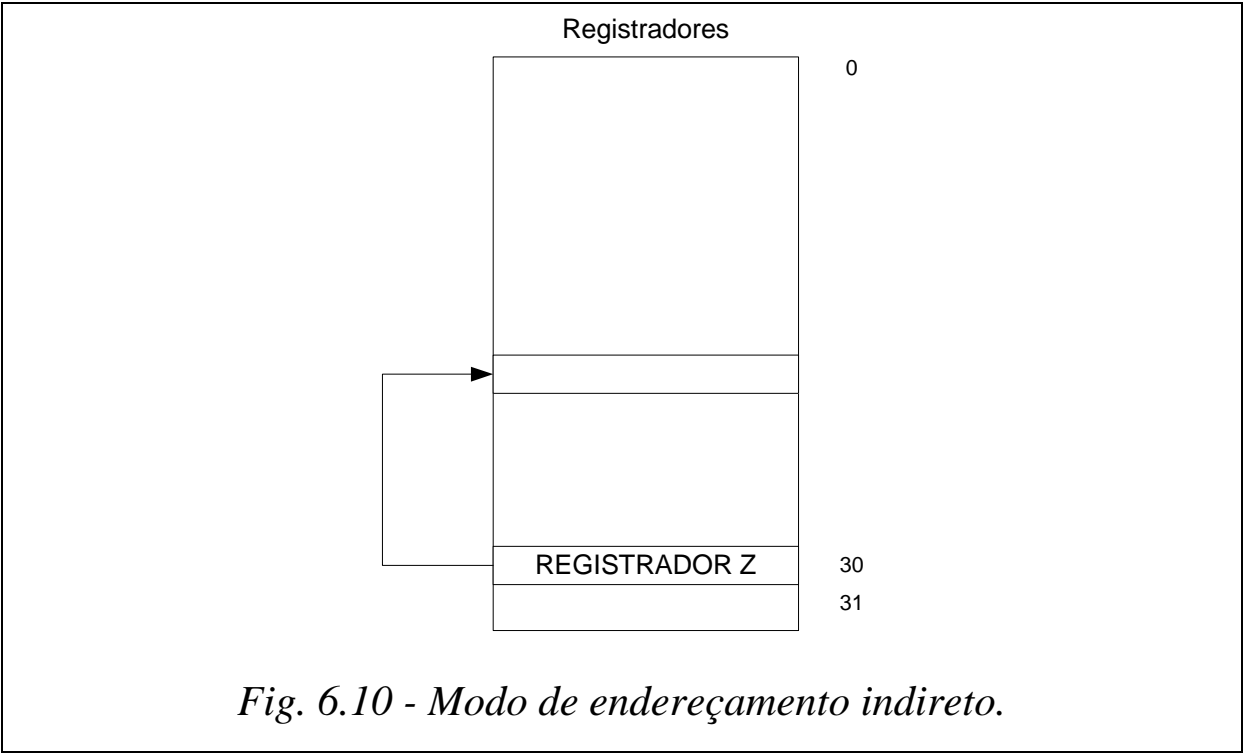 Registradores
0
REGISTRADOR Z 30
31
Fig. 6.10 - Modo de endereçamento indireto.